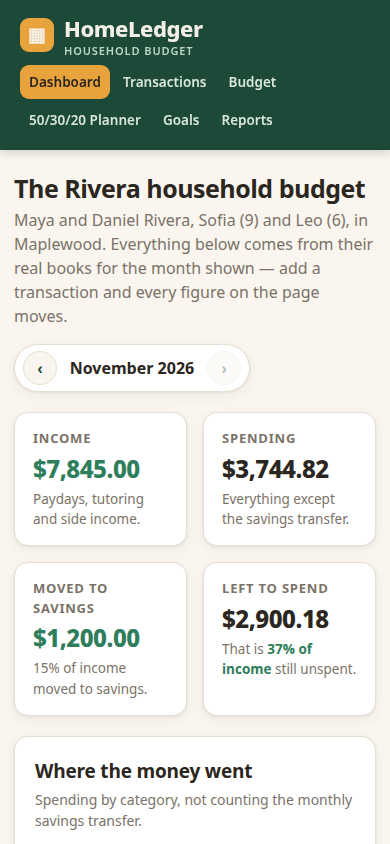 HomeLedger
HOUSEHOLD BUDGET
Dashboard Transactions Budget
50/30/20 Planner Goals Reports
The Rivera household budget
Maya and Daniel Rivera, Sofia (9) and Leo (6), in
Maplewood. Everything below comes from their
real books for the month shown — add a
transaction and every figure on the page
moves.
‹ November 2026 ›
INCOME
$7,845.00
Paydays, tutoring
and side income.
SPENDING
$3,744.82
Everything except
the savings transfer.
MOVED TO
SAVINGS
$1,200.00
15% of income
moved to savings.
LEFT TO SPEND
$2,900.18
That is 37% of
income still unspent.
Where the money went
Spending by category, not counting the monthly
savings transfer.